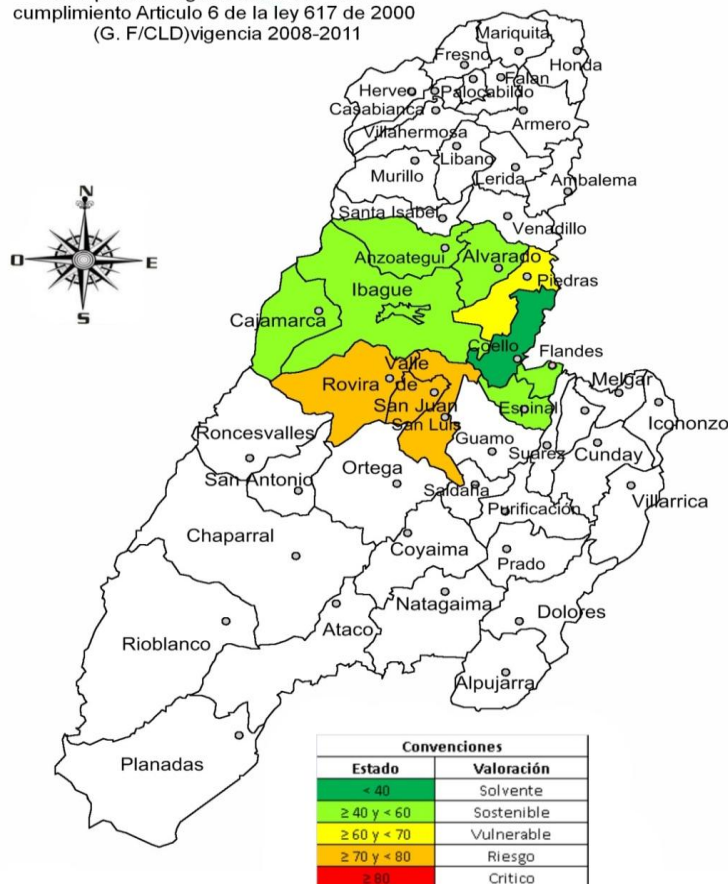 cumplimiento Articulo 6 de la ley 617 de 2000
(G. F/CLD)vigencia 2008-2011
Mariquita
Fresno
Honda
Falan
Herveo
Palocabildo
Casabianca
Armero
Villahermosa
Libano
Murillo
Lerida
Ambalema
Santa Isabel
Venadillo
N
O
E
S
Anzoategui
Alvarado
Piedras
Ibague
Cajamarca
Coello
Flandes
Valle
de
San Juan
Rovira
Melgar
Espinal
San Luis
Icononzo
Roncesvalles
Guamo
Suarez
Cunday
Ortega
San Antonio
Saldaña
Villarrica
Purificación
Chaparral
Coyaima
Prado
Natagaima
Dolores
Ataco
Rioblanco
Alpujarra
Planadas
Convenciones
Estado Valoración
< 40 Solvente
≥ 40 y < 60 Sostenible
≥ 60 y < 70 Vulnerable
≥ 70 y < 80 Riesgo
≥ 80 Critico